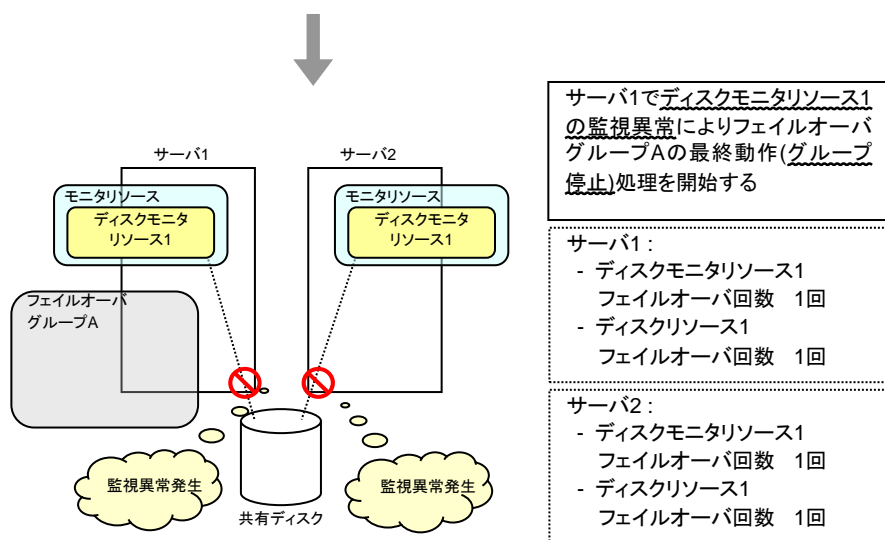 サーバ1でディスクモニタリソース1
の監視異常によりフェイルオーバ
グループAの最終動作(グループ
停止)処理を開始する
サーバ1
サーバ2
モニタリソース
ディスクモニタ
リソース1
モニタリソース
ディスクモニタ
リソース1
フェイルオーバ
グループA
監視異常発生
監視異常発生
共有ディスク
サーバ1 :
- ディスクモニタリソース1
フェイルオーバ回数 1回
- ディスクリソース1
フェイルオーバ回数 1回
サーバ2 :
- ディスクモニタリソース1
フェイルオーバ回数 1回
- ディスクリソース1
フェイルオーバ回数 1回